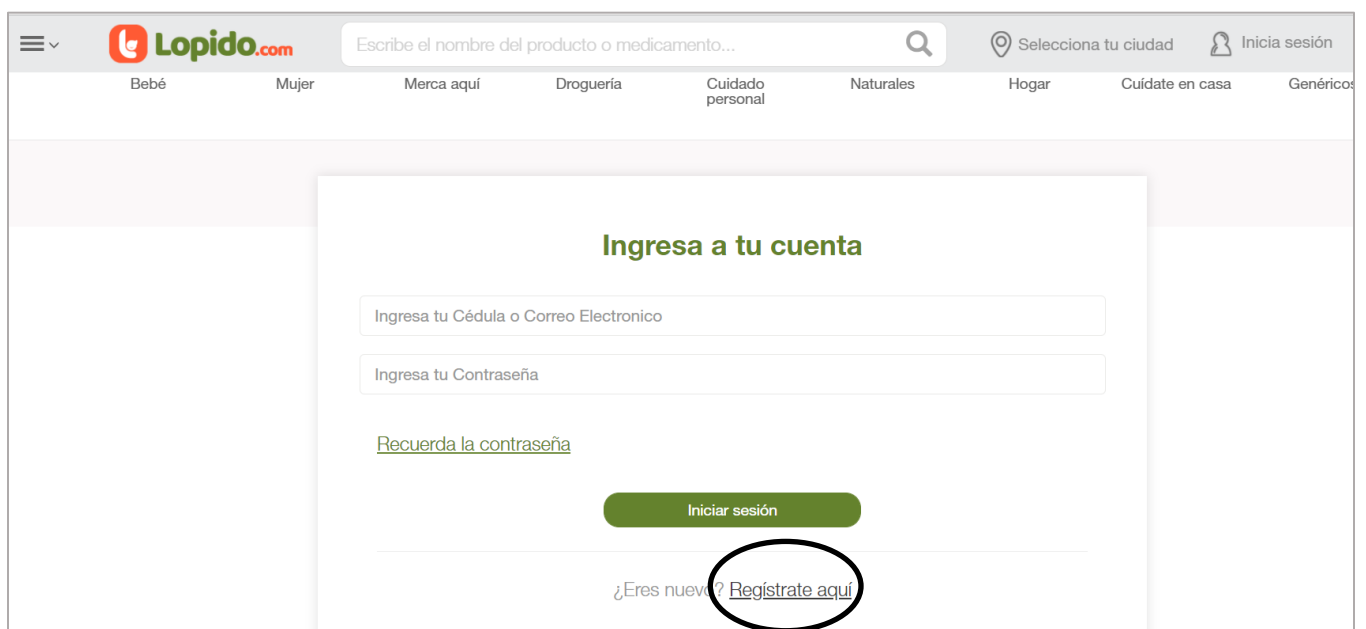 Lopido.com
Escribe el nombre del producto o medicamento...
Selecciona tu ciudad
Inicia sesión
Bebé
Mujer
Merca aquí
Droguería
Cuidado
personal
Naturales
Hogar
Cuídate en casa
Genéricos
Ingresa a tu cuenta
Ingresa tu Cédula o Correo Electronico
Ingresa tu Contraseña
Recuerda la contraseña
Iniciar sesión
¿Eres nuevo? Regístrate aquí